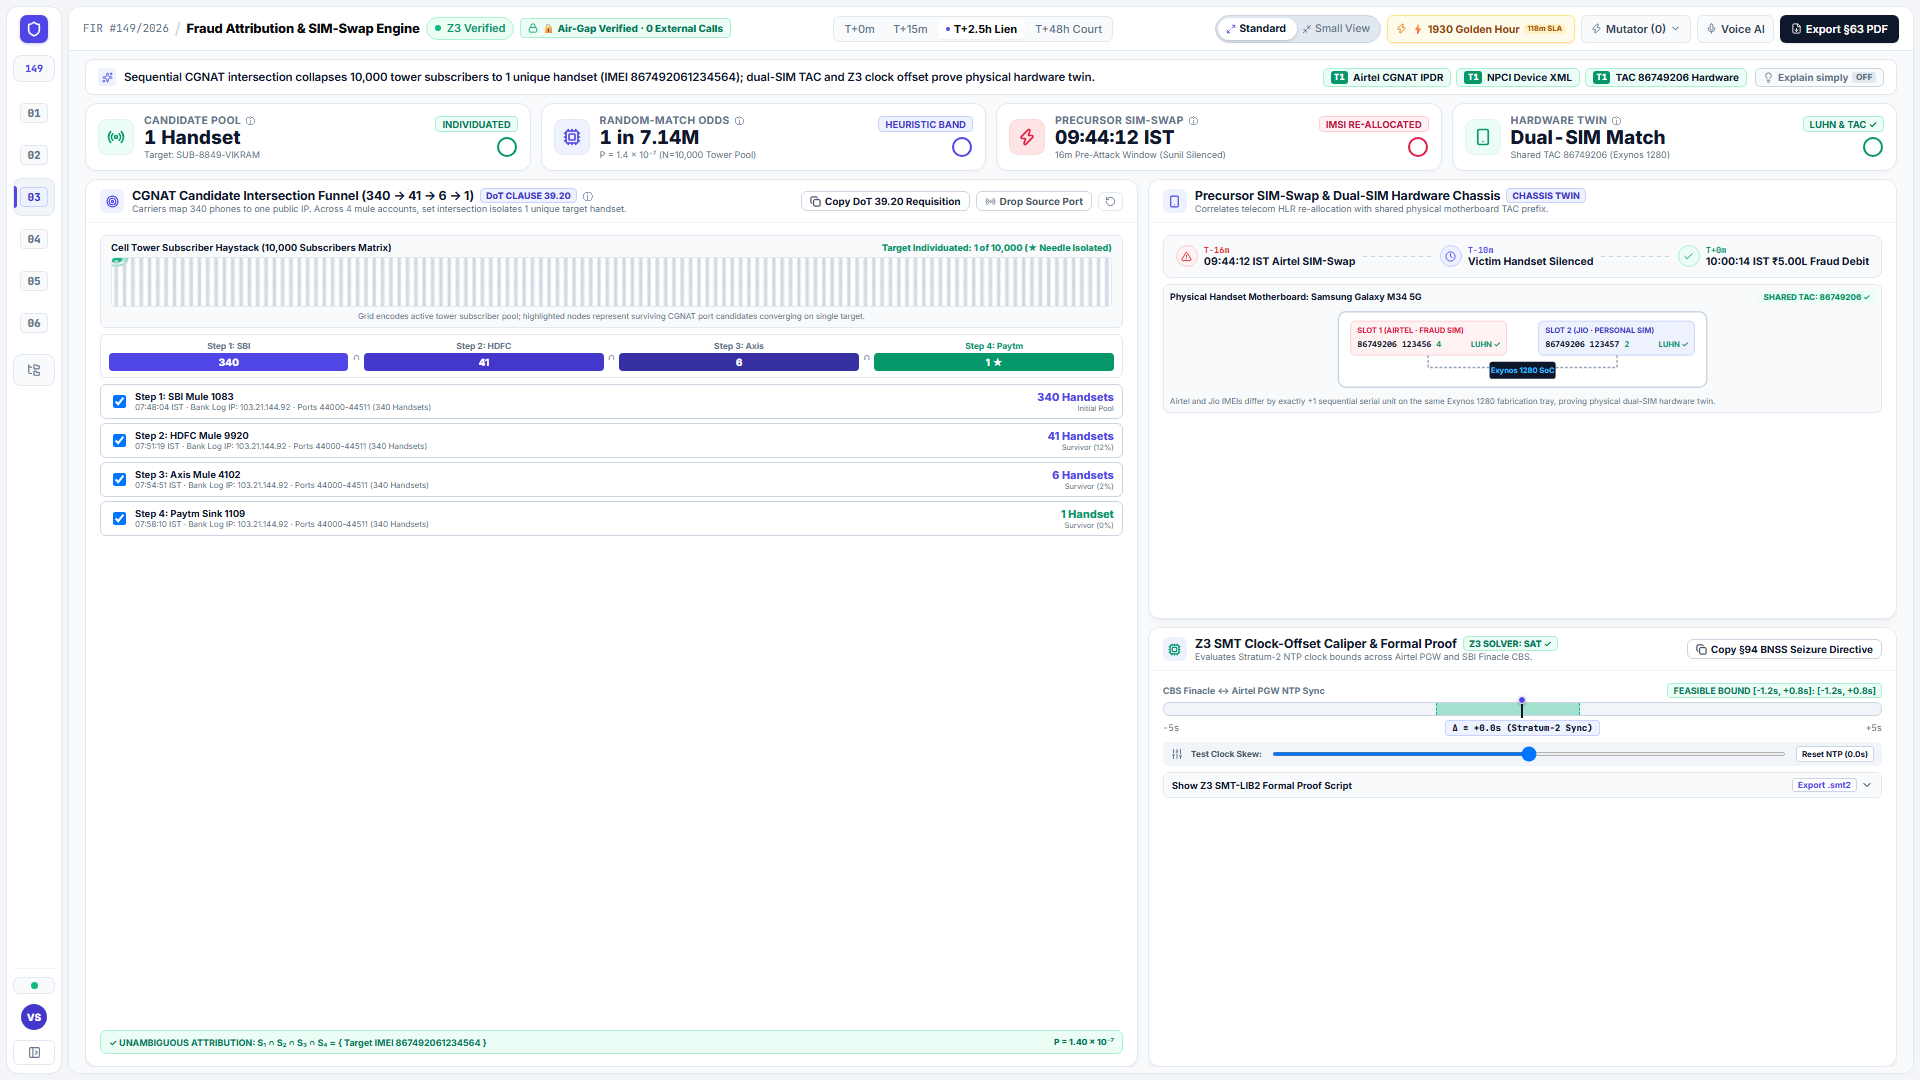 FIR #149/2026 / Fraud Attribution & SIM-Swap Engine
Z3 Verified
Air-Gap Verified · 0 External Calls
T+0m
T+15m
T+2.5h Lien
T+48h Court
Standard
Small View
1930 Golden Hour 118m SLA
Mutator (0)
Voice AI
Export §63 PDF
149
01
02
03
04
05
06
VS
Sequential CGNAT intersection collapses 10,000 tower subscribers to 1 unique handset (IMEI 867492061234564); dual-SIM TAC and Z3 clock offset prove physical hardware twin.
T1 Airtel CGNAT IPDR
T1 NPCI Device XML
T1 TAC 86749206 Hardware
Explain simply OFF
CANDIDATE POOL
1 Handset
Target: SUB-8849-VIKRAM
INDIVIDUATED
RANDOM-MATCH ODDS
1 in 7.14M
P = 1.4 × 10⁻⁷ (N=10,000 Tower Pool)
HEURISTIC BAND
PRECURSOR SIM-SWAP
09:44:12 IST
16m Pre-Attack Window (Sunil Silenced)
IMSI RE-ALLOCATED
HARDWARE TWIN
Dual-SIM Match
Shared TAC 86749206 (Exynos 1280)
LUHN & TAC ✓
CGNAT Candidate Intersection Funnel (340 → 41 → 6 → 1) DoT CLAUSE 39.20
Carriers map 340 phones to one public IP. Across 4 mule accounts, set intersection isolates 1 unique target handset.
Copy DoT 39.20 Requisition
Drop Source Port
Cell Tower Subscriber Haystack (10,000 Subscribers Matrix)
Target Individuated: 1 of 10,000 (★ Needle Isolated)
Grid encodes active tower subscriber pool; highlighted nodes represent surviving CGNAT port candidates converging on single target.
Step 1: SBI
340
∩
Step 2: HDFC
41
∩
Step 3: Axis
6
∩
Step 4: Paytm
1 ★
Step 1: SBI Mule 1083
07:48:04 IST · Bank Log IP: 103.21.144.92 · Ports 44000-44511 (340 Handsets)
340 Handsets
Initial Pool
Step 2: HDFC Mule 9920
07:51:19 IST · Bank Log IP: 103.21.144.92 · Ports 44000-44511 (340 Handsets)
41 Handsets
Survivor (12%)
Step 3: Axis Mule 4102
07:54:51 IST · Bank Log IP: 103.21.144.92 · Ports 44000-44511 (340 Handsets)
6 Handsets
Survivor (2%)
Step 4: Paytm Sink 1109
07:58:10 IST · Bank Log IP: 103.21.144.92 · Ports 44000-44511 (340 Handsets)
1 Handset
Survivor (0%)
✓ UNAMBIGUOUS ATTRIBUTION: S₁ ∩ S₂ ∩ S₃ ∩ S₄ = { Target IMEI 867492061234564 }
P = 1.40 × 10⁻⁷
Precursor SIM-Swap & Dual-SIM Hardware Chassis CHASSIS TWIN
Correlates telecom HLR re-allocation with shared physical motherboard TAC prefix.
T-16m
09:44:12 IST Airtel SIM-Swap
T-10m
Victim Handset Silenced
T+0m
10:00:14 IST ₹5.00L Fraud Debit
Physical Handset Motherboard: Samsung Galaxy M34 5G
SHARED TAC: 86749206 ✓
SLOT 1 (AIRTEL · FRAUD SIM)
86749206 123456 4 LUHN ✓
SLOT 2 (JIO · PERSONAL SIM)
86749206 123457 2 LUHN ✓
Exynos 1280 SoC
Airtel and Jio IMEIs differ by exactly +1 sequential serial unit on the same Exynos 1280 fabrication tray, proving physical dual-SIM hardware twin.
Z3 SMT Clock-Offset Caliper & Formal Proof Z3 SOLVER: SAT ✓
Evaluates Stratum-2 NTP clock bounds across Airtel PGW and SBI Finacle CBS.
Copy §94 BNSS Seizure Directive
CBS Finacle ↔ Airtel PGW NTP Sync
FEASIBLE BOUND [-1.2s, +0.8s]: [-1.2s, +0.8s]
-5s
Δ = +0.0s (Stratum-2 Sync)
+5s
Test Clock Skew:
Reset NTP (0.0s)
Show Z3 SMT-LIB2 Formal Proof Script
Export .smt2